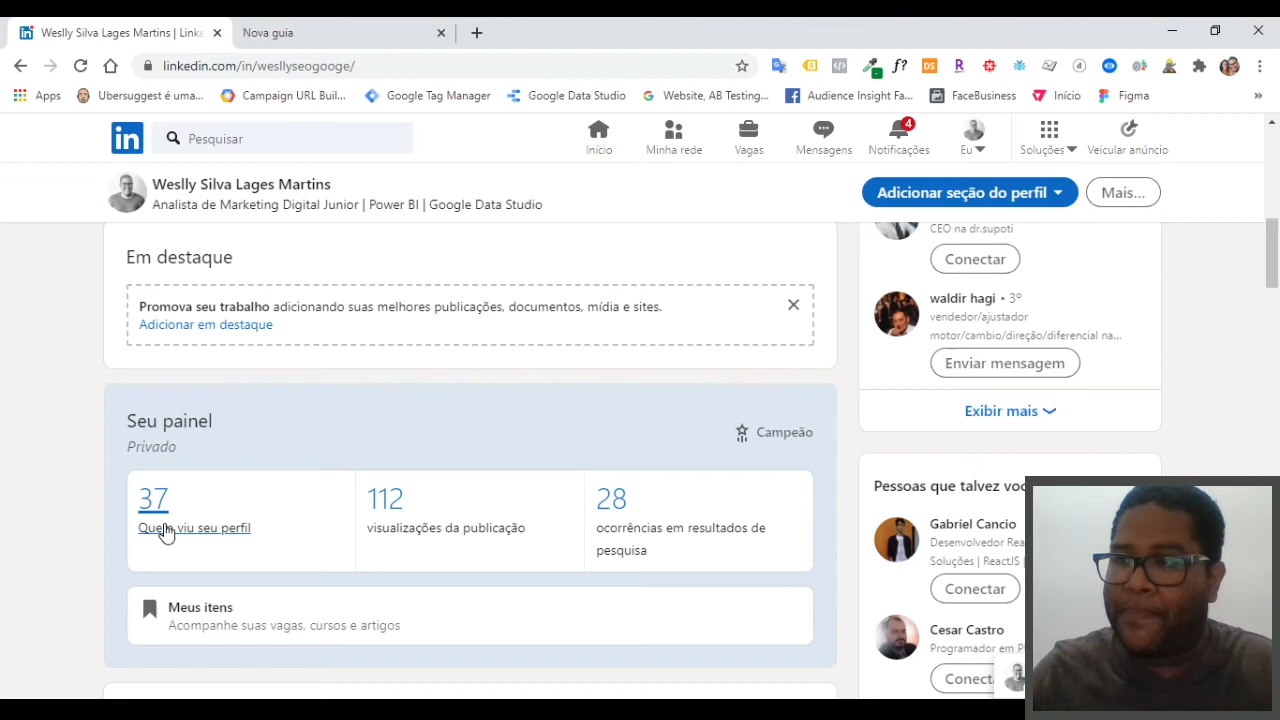 Weslly Silva Lages Martins | Linke
Nova guia
linkedin.com/in/wesllyseogooge/
f?
DS
R
Apps
Ubersuggest é uma...
Campaign URL Buil...
Google Tag Manager
Google Data Studio
Website, AB Testing...
Audience Insight Fa...
FaceBusiness
Início
Figma
»
in
Pesquisar
Início
Minha rede
Vagas
Mensagens
4
Notificações
Eu
Soluções
Veicular anúncio
Weslly Silva Lages Martins
Analista de Marketing Digital Junior | Power BI | Google Data Studio
Adicionar seção do perfil
Mais...
Em destaque
Promova seu trabalho adicionando suas melhores publicações, documentos, mídia e sites.
Adicionar em destaque
Seu painel
Privado
Campeão
37
Quem viu seu perfil
112
visualizações da publicação
28
ocorrências em resultados de
pesquisa
Meus itens
Acompanhe suas vagas, cursos e artigos
CEO na dr.supoti
Conectar
waldir hagi • 3º
vendedor/ajustador
motor/cambio/direção/diferencial na...
Enviar mensagem
Exibir mais
Pessoas que talvez voc
Gabriel Cancio
Desenvolvedor Rea
Soluções | ReactJS |
Conectar
Cesar Castro
Programador em P
Conect